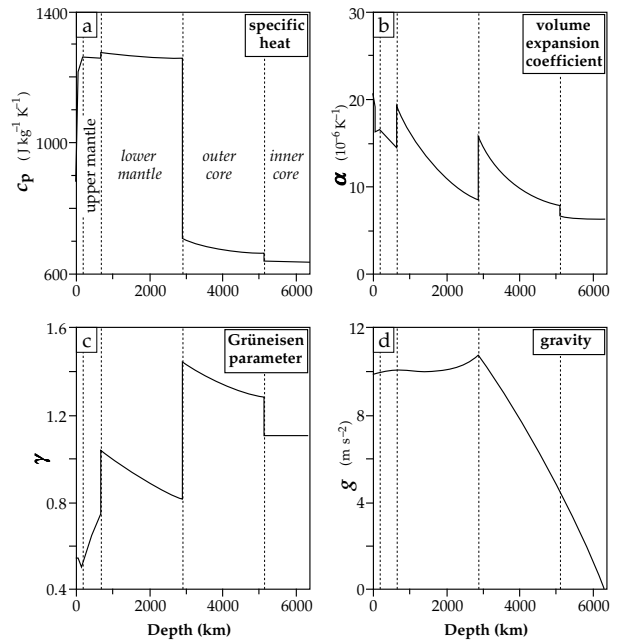 a
specific
heat
1400
1000
600
cp (J kg⁻¹ K⁻¹)
upper mantle
lower
mantle
outer
core
inner
core
0 2000 4000 6000
b
volume
expansion
coefficient
30
20
10
0
α (10⁻⁶ K⁻¹)
0 2000 4000 6000
c
Grüneisen
parameter
1.6
1.2
0.8
0.4
γ
0 2000 4000 6000
Depth (km)
d
gravity
12
8
4
0
g (m s⁻²)
0 2000 4000 6000
Depth (km)